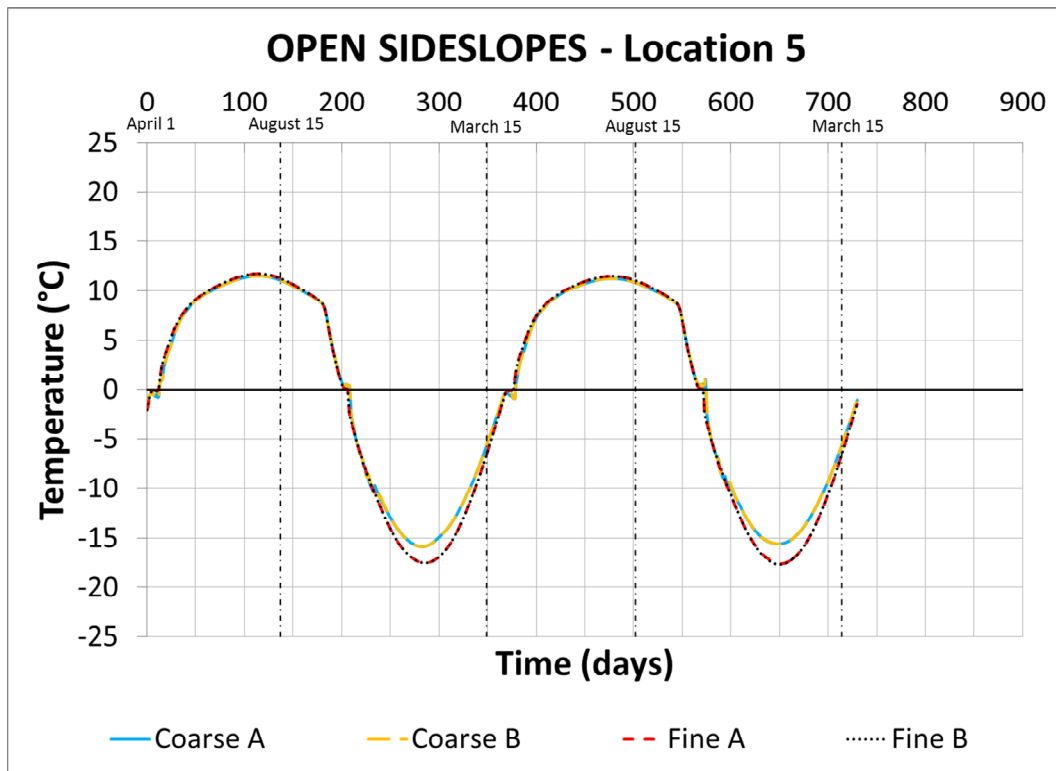 OPEN SIDESLOPES - Location 5
0 100 200 300 400 500 600 700 800 900
April 1 August 15 March 15 August 15 March 15
25
20
15
10
5
0
-5
-10
-15
-20
-25
Temperature (°C)
Time (days)
Coarse A Coarse B Fine A Fine B